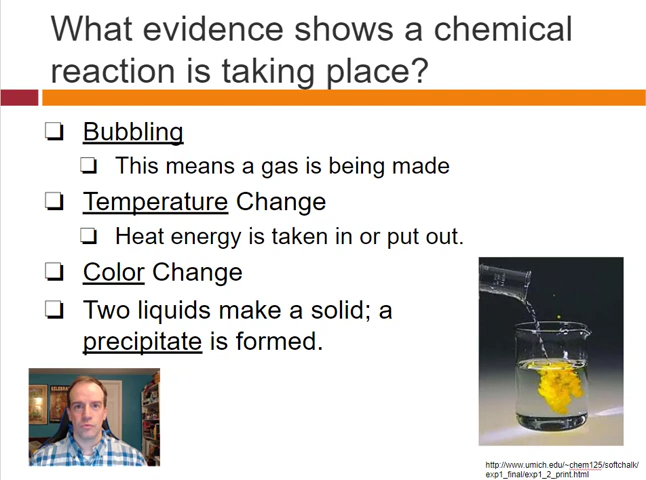 What evidence shows a chemical
reaction is taking place?
❑ Bubbling
❑ This means a gas is being made
❑ Temperature Change
❑ Heat energy is taken in or put out.
❑ Color Change
❑ Two liquids make a solid; a
precipitate is formed.
http://www.umich.edu/~chem125/softchalk/
exp1_final/exp1_2_print.html